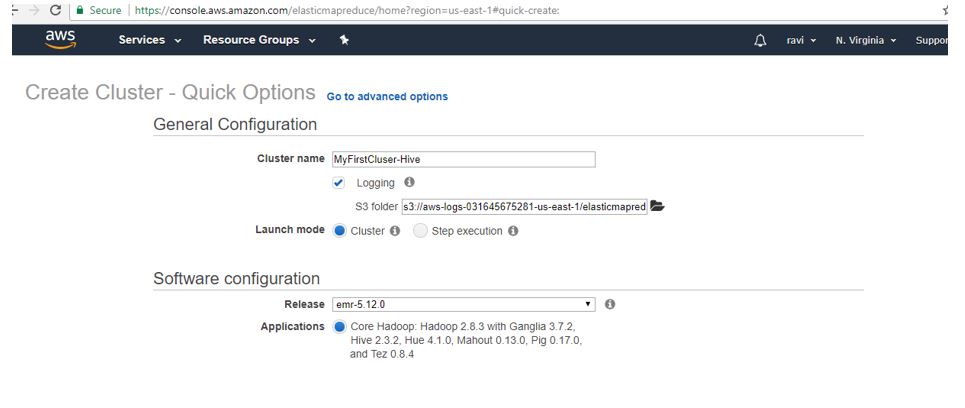 Secure https://console.aws.amazon.com/elasticmapreduce/home?region=us-east-1#quick-create:
aws Services Resource Groups ravi N. Virginia Suppor
Create Cluster - Quick Options Go to advanced options
General Configuration
Cluster name MyFirstCluser-Hive
Logging
S3 folder s3://aws-logs-031645675281-us-east-1/elasticmapred
Launch mode Cluster Step execution
Software configuration
Release emr-5.12.0
Applications Core Hadoop: Hadoop 2.8.3 with Ganglia 3.7.2,
Hive 2.3.2, Hue 4.1.0, Mahout 0.13.0, Pig 0.17.0,
and Tez 0.8.4